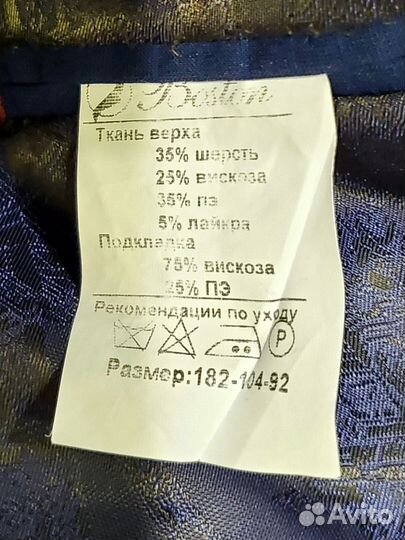 Boston
Ткань верха
35% шерсть
25% вискоза
35% пэ
5% лайкра
Подкладка
75% вискоза
25% ПЭ
Рекомендации по уходу
P
Размер:182-104-92
Avito